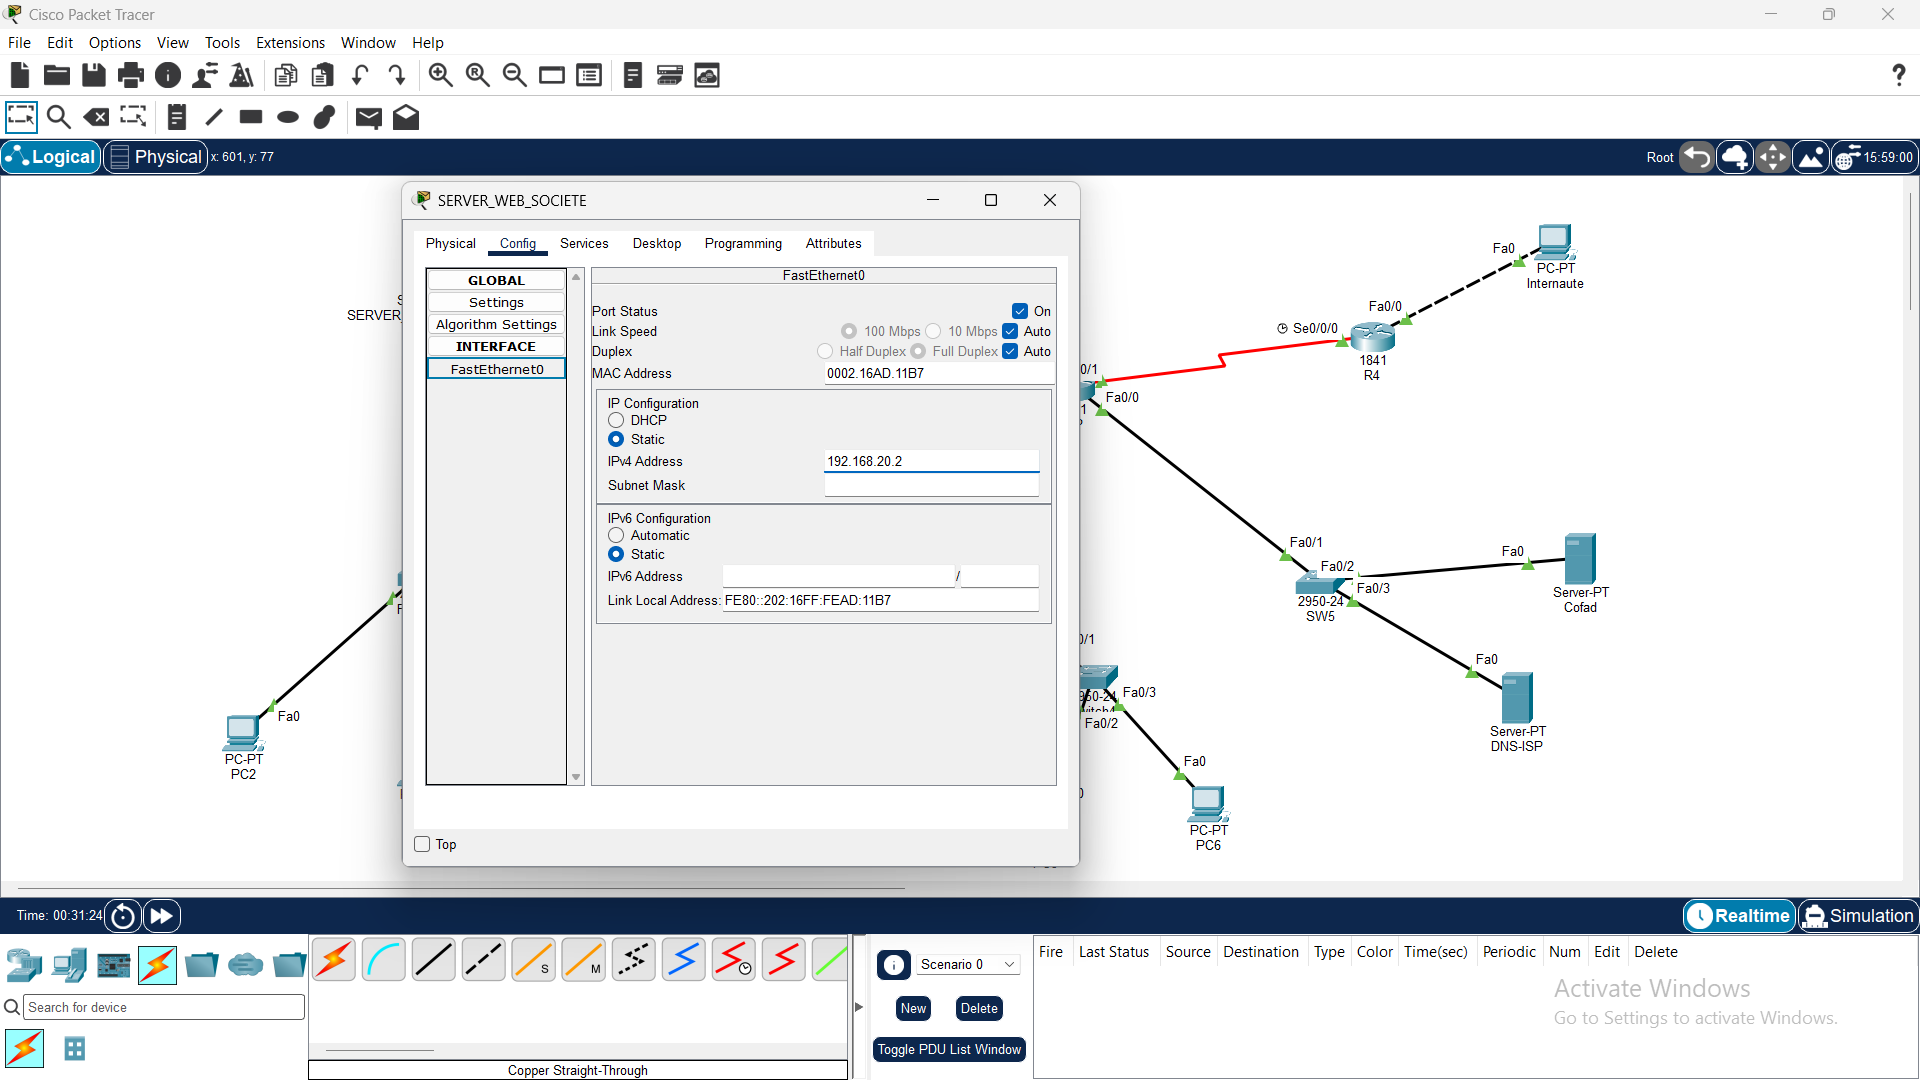 Cisco Packet Tracer
File Edit Options View Tools Extensions Window Help
Logical Physical x: 601, y: 77 Root 15:59:00
SERVER_WEB_SOCIETE
Physical Config Services Desktop Programming Attributes
GLOBAL
Settings
Algorithm Settings
INTERFACE
FastEthernet0
FastEthernet0
Port Status On
Link Speed 100 Mbps 10 Mbps Auto
Duplex Half Duplex Full Duplex Auto
MAC Address 0002.16AD.11B7
IP Configuration
DHCP
Static
IPv4 Address 192.168.20.2
Subnet Mask
IPv6 Configuration
Automatic
Static
IPv6 Address /
Link Local Address: FE80::202:16FF:FEAD:11B7
Top
SERVER_
Fa0
PC-PT
PC2
Fa0
PC-PT
Internaute
Fa0/0
Se0/0/0
1841
R4
0/1
Fa0/0
Fa0/1
Fa0/2
Fa0/3
2950-24
SW5
Fa0
Server-PT
Cofad
Fa0
Server-PT
DNS-ISP
0/1
Fa0/3
Fa0/2
Fa0
PC-PT
PC6
Time: 00:31:24 Realtime Simulation
Search for device
Copper Straight-Through
S
M
Scenario 0
New Delete
Toggle PDU List Window
Fire Last Status Source Destination Type Color Time(sec) Periodic Num Edit Delete
Activate Windows
Go to Settings to activate Windows.